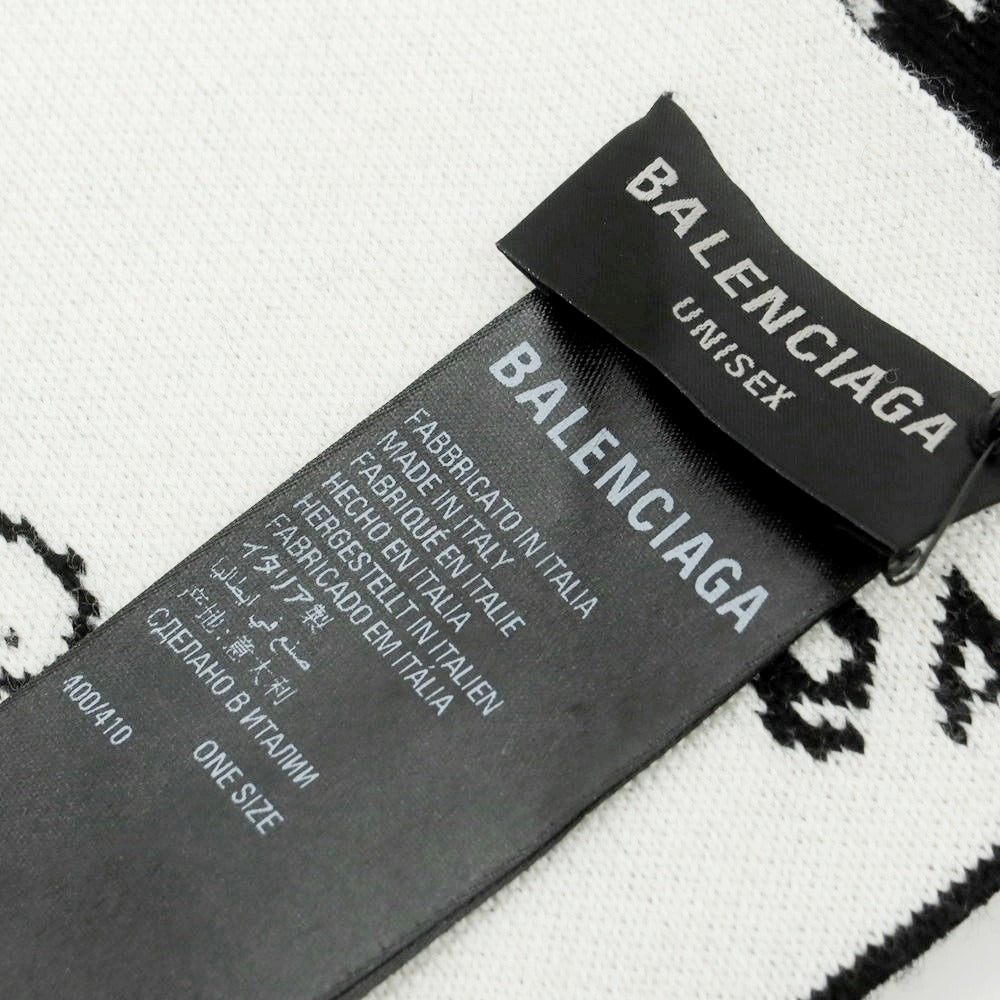 BALENCIAGA
UNISEX
BALENCIAGA
FABBRICATO IN ITALIA
MADE IN ITALY
FABRIQUÉ EN ITALIE
HECHO EN ITALIA
HERGESTELLT IN ITALIEN
FABRICADO EM ITÁLIA
イタリア製
صنع في إيطاليا
产地:意大利
СДЕЛАНО В ИТАЛИИ
ONE SIZE
400/410